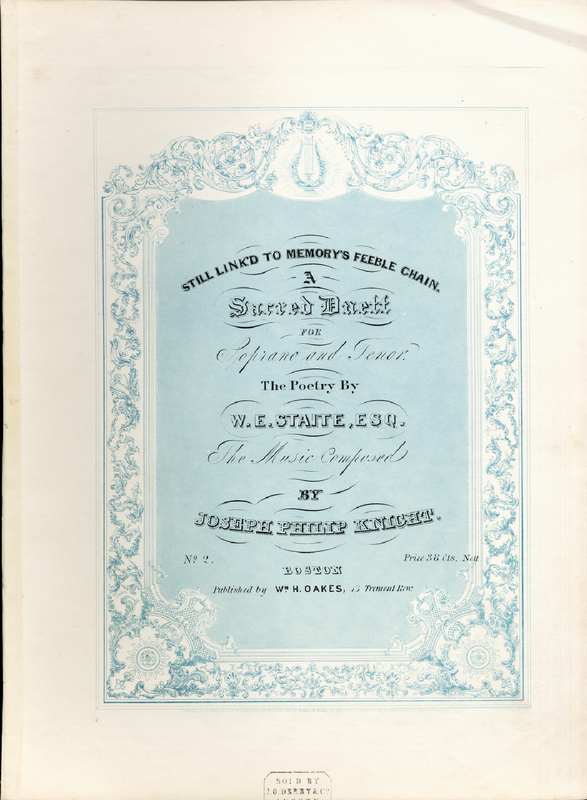 STILL LINK'D TO MEMORY'S FEEBLE CHAIN.
A
Sacred Duett
FOR
Soprano and Tenor.
The Poetry By
W. E. STAITE, ESQ.
The Music Composed
BY
JOSEPH PHILIP KNIGHT.
No. 2. Price 38 Cts. Nett
BOSTON
Published by Wm H. OAKES, Tremont Row
SOLD BY